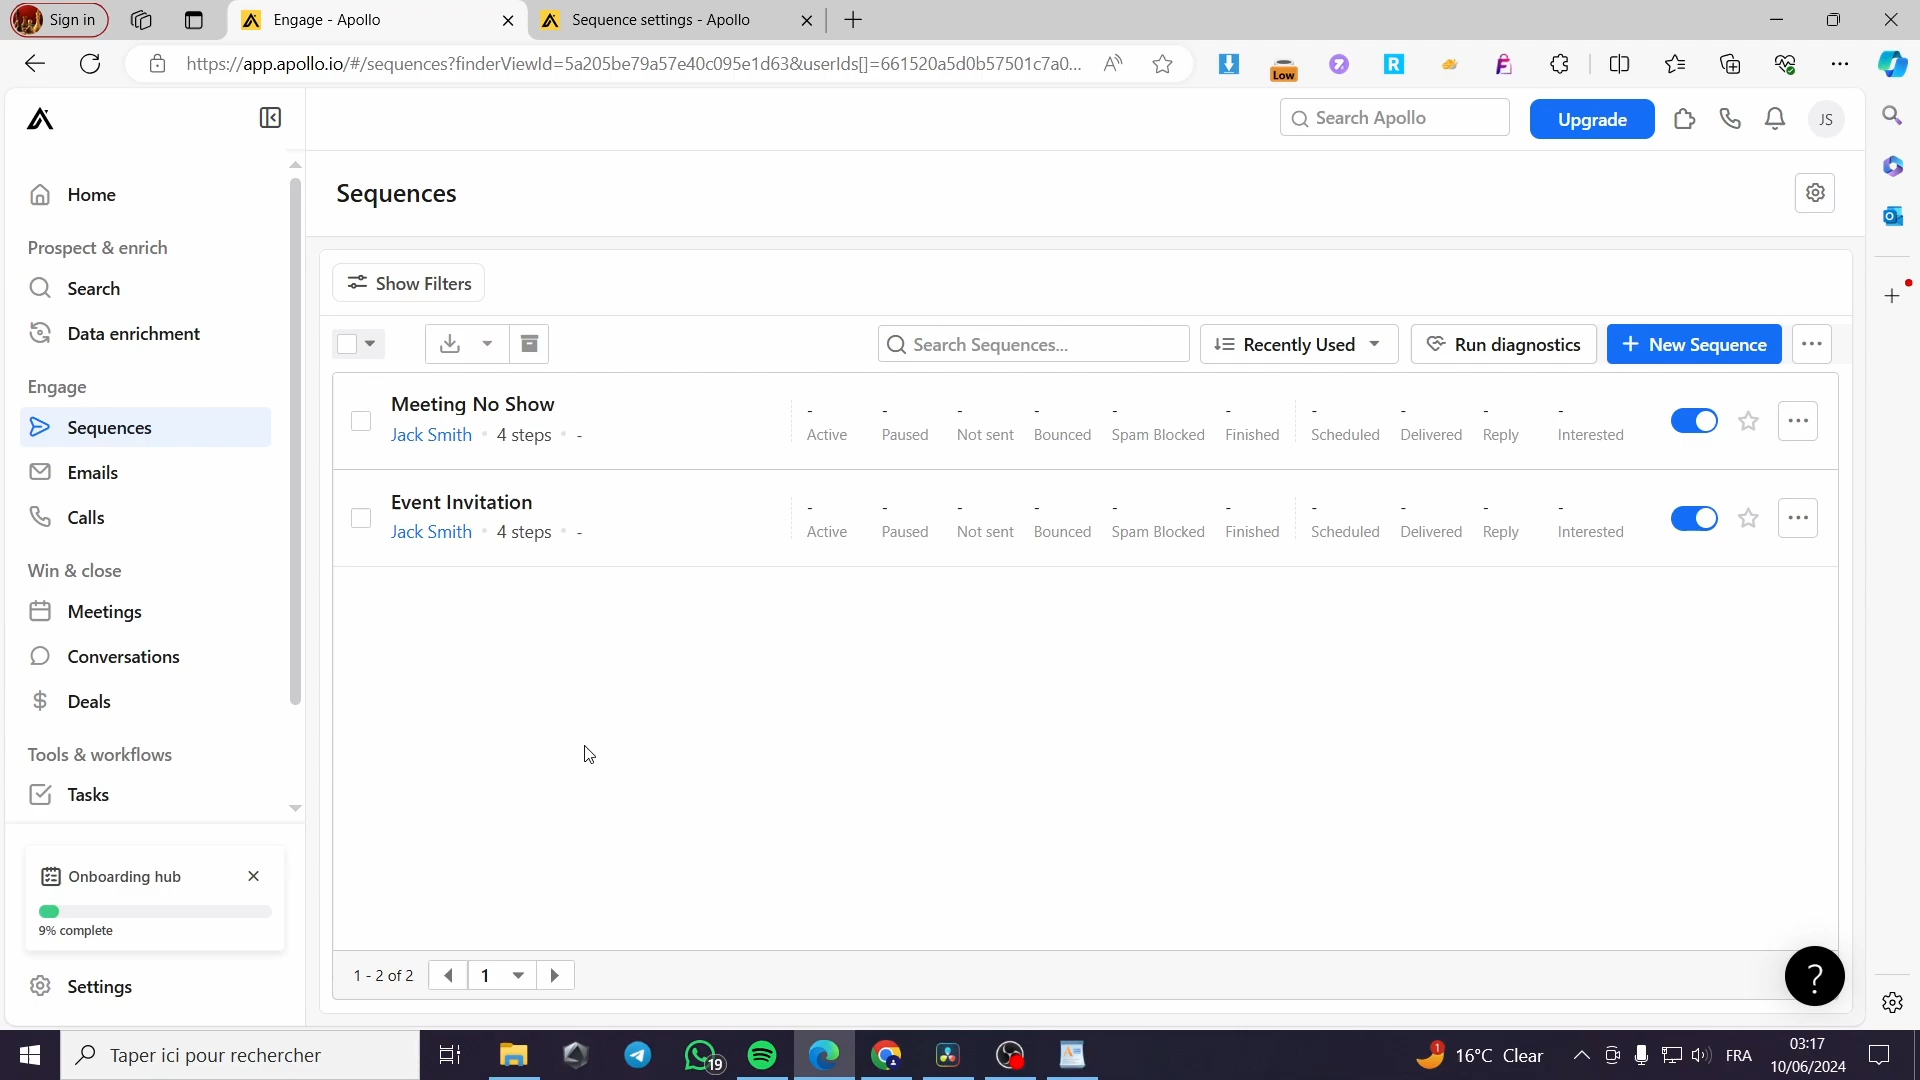 Sign in
Engage - Apollo
Sequence settings - Apollo
https://app.apollo.io/#/sequences?finderViewId=5a205be79a57e40c095e1d63&userIds[]=661520a5d0b57501c7a0...
Low
Search Apollo
Upgrade
JS
Home
Prospect & enrich
Search
Data enrichment
Engage
Sequences
Emails
Calls
Win & close
Meetings
Conversations
Deals
Tools & workflows
Tasks
Onboarding hub
9% complete
Settings
Sequences
Show Filters
Search Sequences...
Recently Used
Run diagnostics
+ New Sequence
Meeting No Show
Jack Smith • 4 steps • -
- - - - - - - - - -
Active Paused Not sent Bounced Spam Blocked Finished Scheduled Delivered Reply Interested
Event Invitation
Jack Smith • 4 steps • -
- - - - - - - - - -
Active Paused Not sent Bounced Spam Blocked Finished Scheduled Delivered Reply Interested
1 - 2 of 2
1
?
Taper ici pour rechercher
19
1
16°C Clear
FRA
03:17
10/06/2024